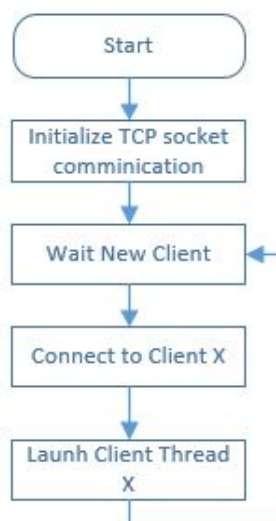 Start
Initialize TCP socket
comminication
Wait New Client
Connect to Client X
Launh Client Thread
X